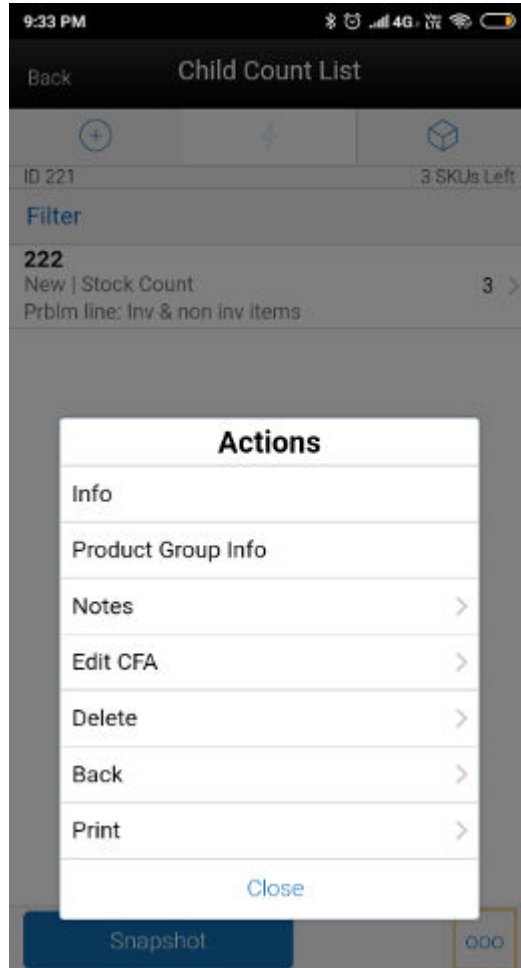 9:33 PM
4G
Back
Child Count List
ID 221
3 SKUs Left
Filter
222
New | Stock Count
3
Prblm line: Inv & non inv items
Actions
Info
Product Group Info
Notes
Edit CFA
Delete
Back
Print
Close
Snapshot
ooo